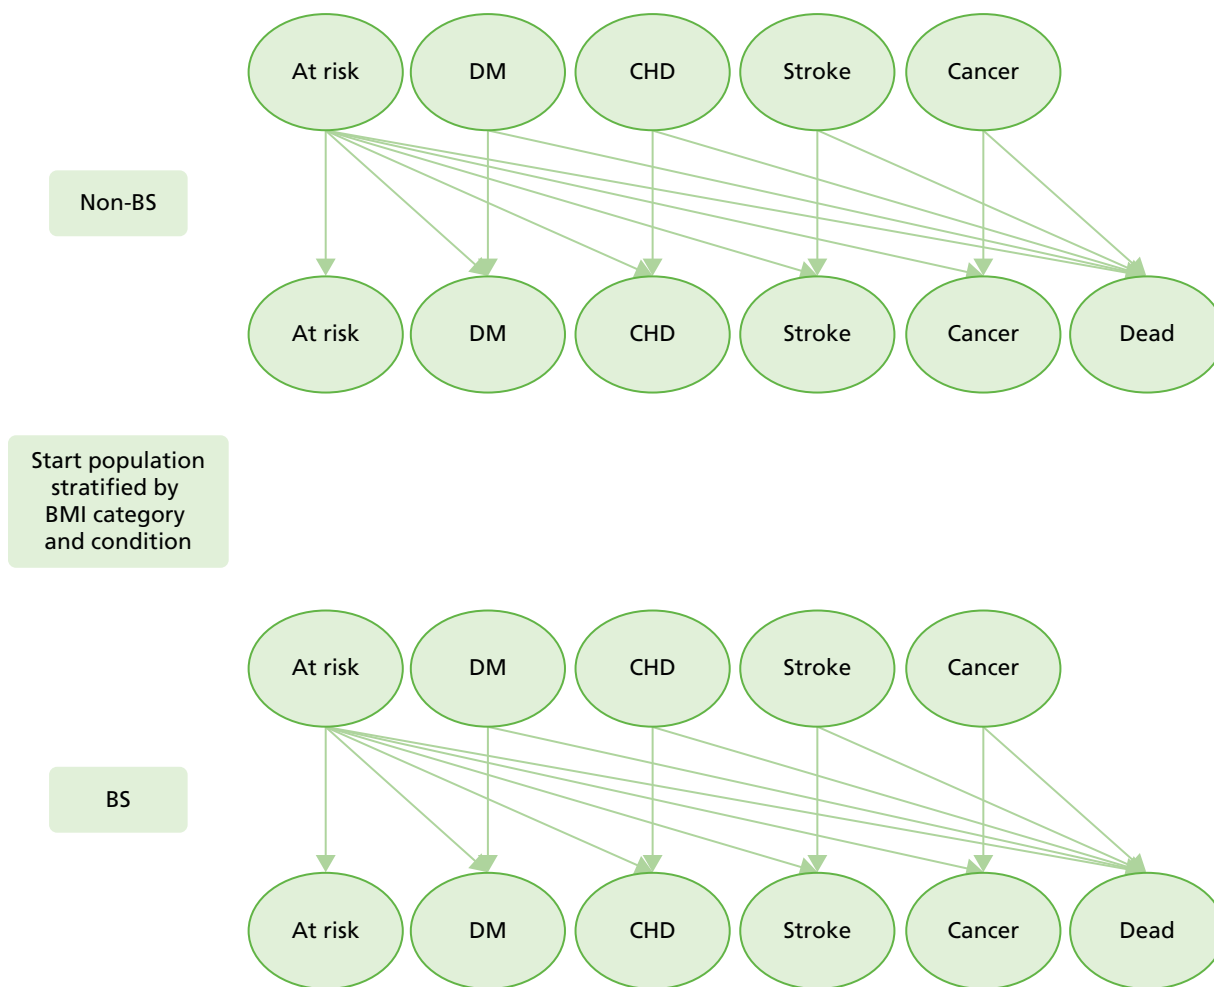 At risk
DM
CHD
Stroke
Cancer
Non-BS
At risk
DM
CHD
Stroke
Cancer
Dead
Start population
stratified by
BMI category
and condition
At risk
DM
CHD
Stroke
Cancer
BS
At risk
DM
CHD
Stroke
Cancer
Dead